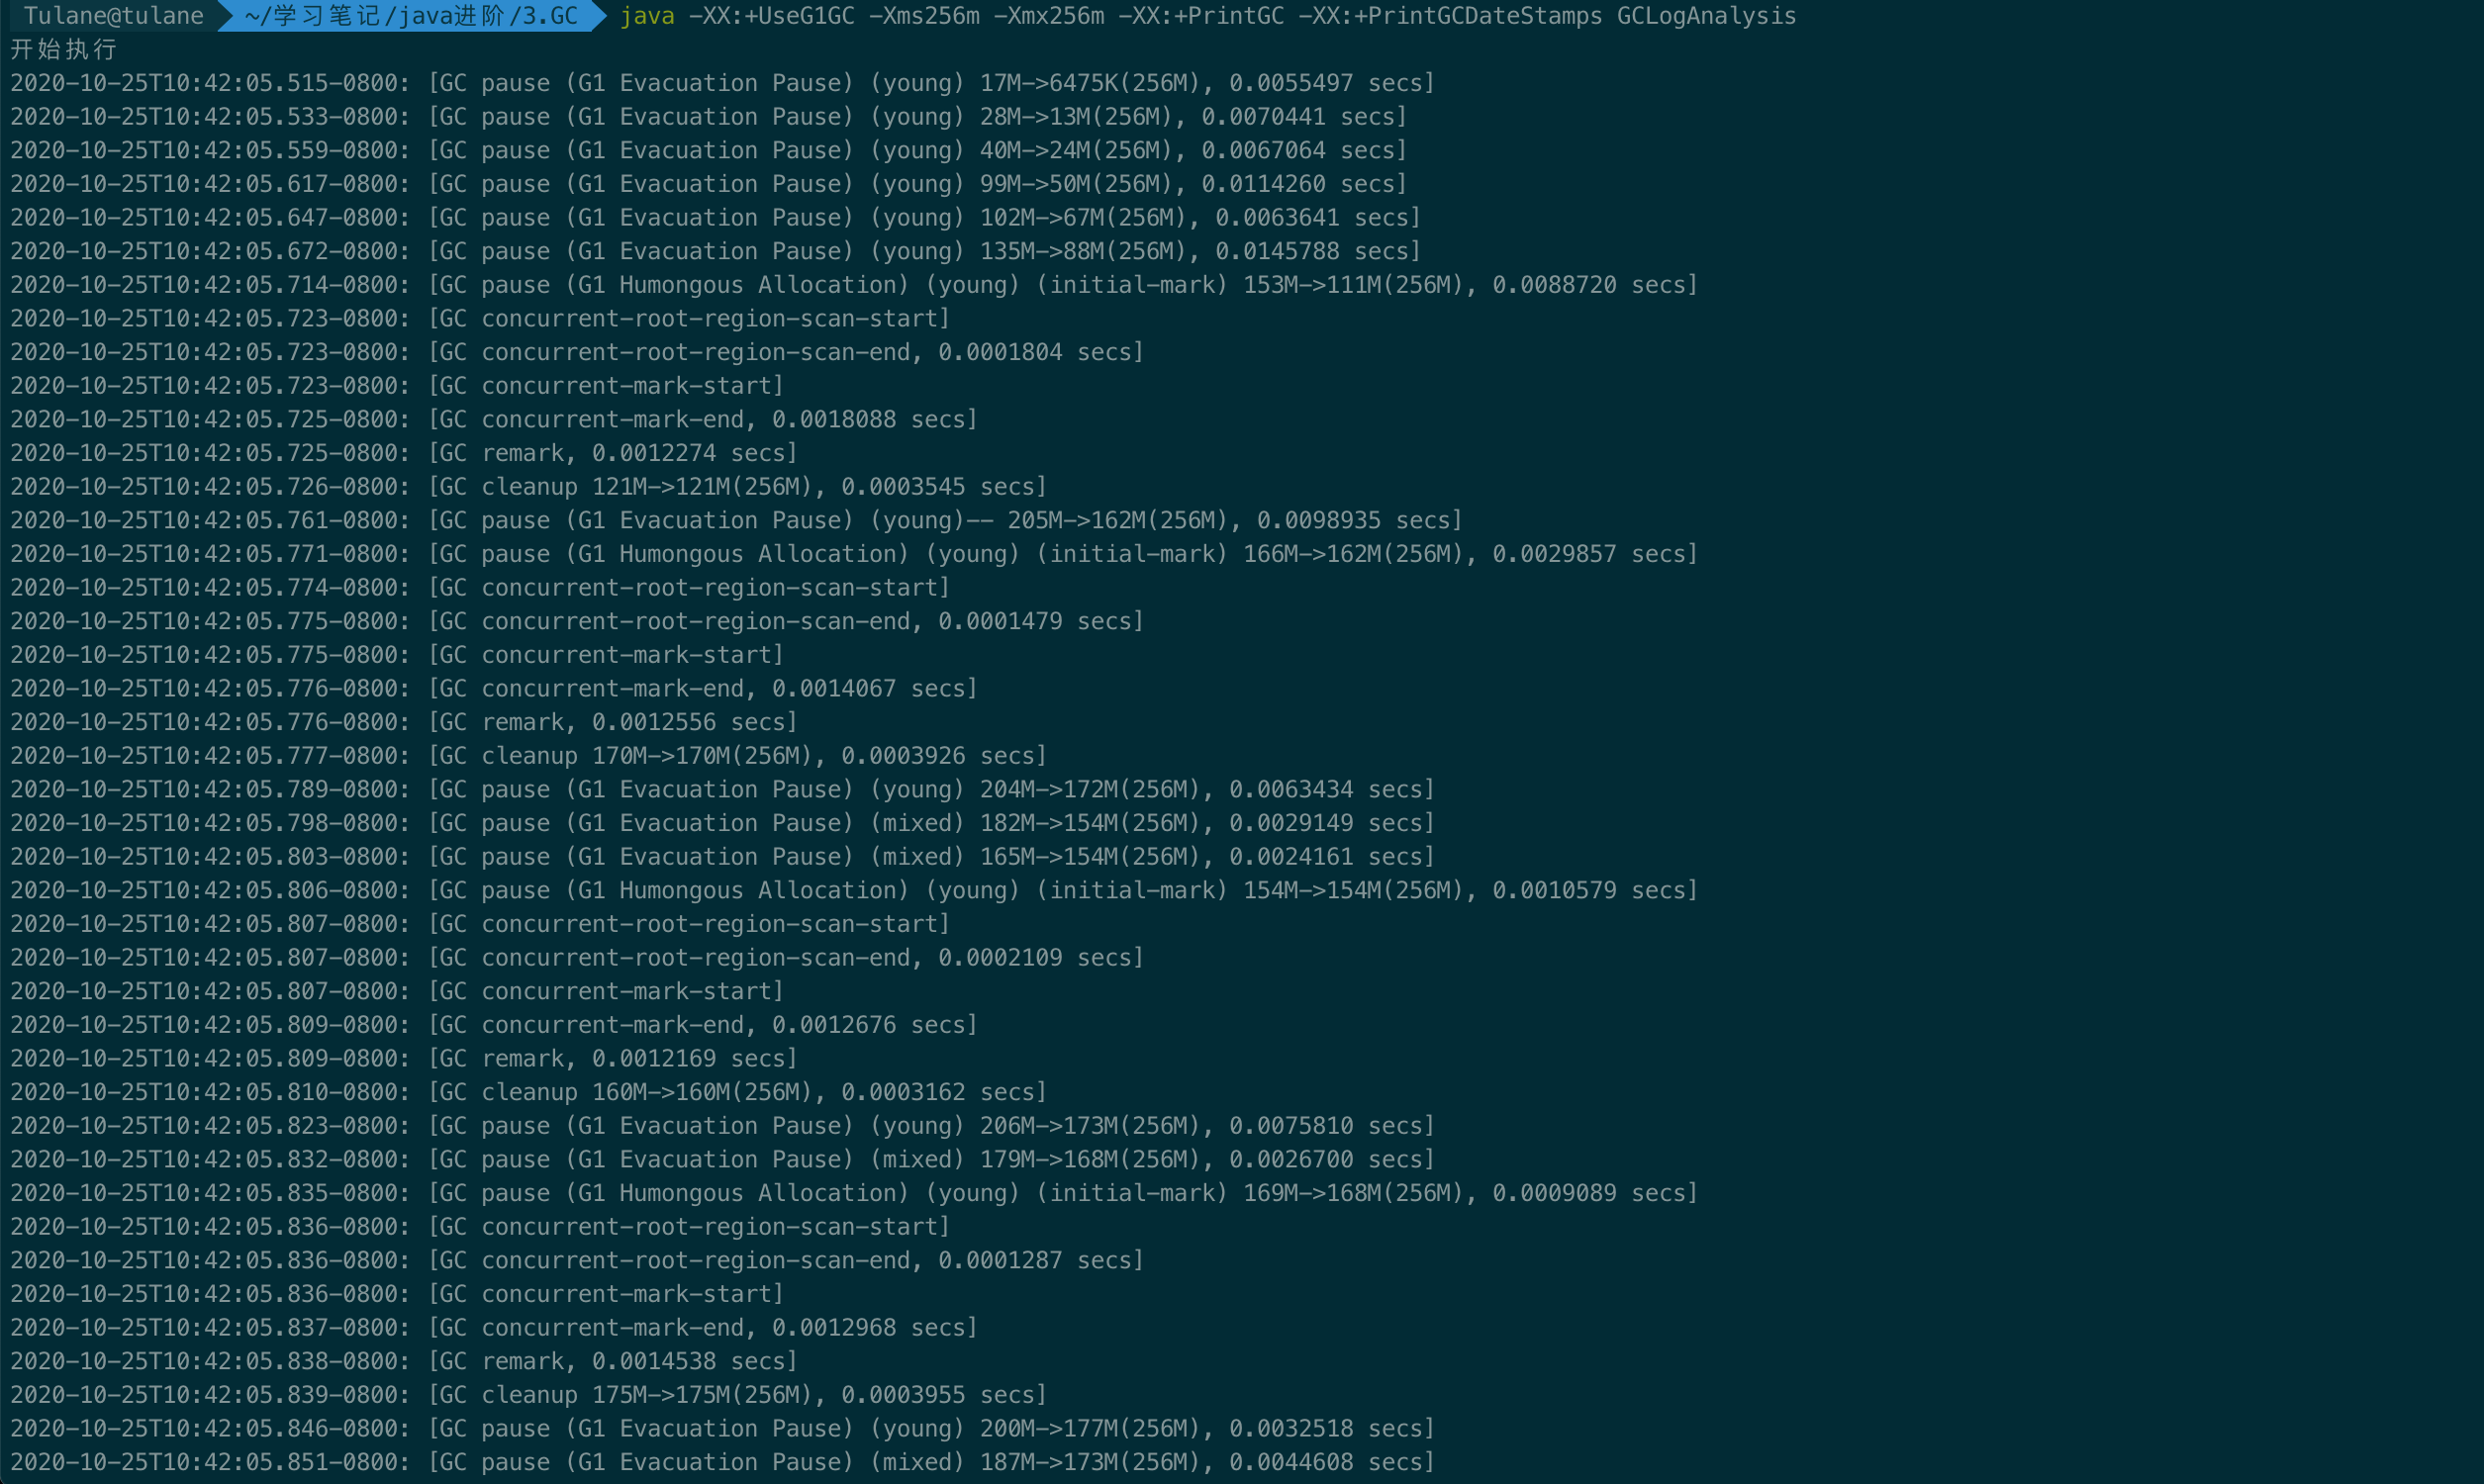 Tulane@tulane ~/学习笔记/java进阶/3.GC java -XX:+UseG1GC -Xms256m -Xmx256m -XX:+PrintGC -XX:+PrintGCDateStamps GCLogAnalysis
开始执行
2020-10-25T10:42:05.515-0800: [GC pause (G1 Evacuation Pause) (young) 17M->6475K(256M), 0.0055497 secs]
2020-10-25T10:42:05.533-0800: [GC pause (G1 Evacuation Pause) (young) 28M->13M(256M), 0.0070441 secs]
2020-10-25T10:42:05.559-0800: [GC pause (G1 Evacuation Pause) (young) 40M->24M(256M), 0.0067064 secs]
2020-10-25T10:42:05.617-0800: [GC pause (G1 Evacuation Pause) (young) 99M->50M(256M), 0.0114260 secs]
2020-10-25T10:42:05.647-0800: [GC pause (G1 Evacuation Pause) (young) 102M->67M(256M), 0.0063641 secs]
2020-10-25T10:42:05.672-0800: [GC pause (G1 Evacuation Pause) (young) 135M->88M(256M), 0.0145788 secs]
2020-10-25T10:42:05.714-0800: [GC pause (G1 Humongous Allocation) (young) (initial-mark) 153M->111M(256M), 0.0088720 secs]
2020-10-25T10:42:05.723-0800: [GC concurrent-root-region-scan-start]
2020-10-25T10:42:05.723-0800: [GC concurrent-root-region-scan-end, 0.0001804 secs]
2020-10-25T10:42:05.723-0800: [GC concurrent-mark-start]
2020-10-25T10:42:05.725-0800: [GC concurrent-mark-end, 0.0018088 secs]
2020-10-25T10:42:05.725-0800: [GC remark, 0.0012274 secs]
2020-10-25T10:42:05.726-0800: [GC cleanup 121M->121M(256M), 0.0003545 secs]
2020-10-25T10:42:05.761-0800: [GC pause (G1 Evacuation Pause) (young)-- 205M->162M(256M), 0.0098935 secs]
2020-10-25T10:42:05.771-0800: [GC pause (G1 Humongous Allocation) (young) (initial-mark) 166M->162M(256M), 0.0029857 secs]
2020-10-25T10:42:05.774-0800: [GC concurrent-root-region-scan-start]
2020-10-25T10:42:05.775-0800: [GC concurrent-root-region-scan-end, 0.0001479 secs]
2020-10-25T10:42:05.775-0800: [GC concurrent-mark-start]
2020-10-25T10:42:05.776-0800: [GC concurrent-mark-end, 0.0014067 secs]
2020-10-25T10:42:05.776-0800: [GC remark, 0.0012556 secs]
2020-10-25T10:42:05.777-0800: [GC cleanup 170M->170M(256M), 0.0003926 secs]
2020-10-25T10:42:05.789-0800: [GC pause (G1 Evacuation Pause) (young) 204M->172M(256M), 0.0063434 secs]
2020-10-25T10:42:05.798-0800: [GC pause (G1 Evacuation Pause) (mixed) 182M->154M(256M), 0.0029149 secs]
2020-10-25T10:42:05.803-0800: [GC pause (G1 Evacuation Pause) (mixed) 165M->154M(256M), 0.0024161 secs]
2020-10-25T10:42:05.806-0800: [GC pause (G1 Humongous Allocation) (young) (initial-mark) 154M->154M(256M), 0.0010579 secs]
2020-10-25T10:42:05.807-0800: [GC concurrent-root-region-scan-start]
2020-10-25T10:42:05.807-0800: [GC concurrent-root-region-scan-end, 0.0002109 secs]
2020-10-25T10:42:05.807-0800: [GC concurrent-mark-start]
2020-10-25T10:42:05.809-0800: [GC concurrent-mark-end, 0.0012676 secs]
2020-10-25T10:42:05.809-0800: [GC remark, 0.0012169 secs]
2020-10-25T10:42:05.810-0800: [GC cleanup 160M->160M(256M), 0.0003162 secs]
2020-10-25T10:42:05.823-0800: [GC pause (G1 Evacuation Pause) (young) 206M->173M(256M), 0.0075810 secs]
2020-10-25T10:42:05.832-0800: [GC pause (G1 Evacuation Pause) (mixed) 179M->168M(256M), 0.0026700 secs]
2020-10-25T10:42:05.835-0800: [GC pause (G1 Humongous Allocation) (young) (initial-mark) 169M->168M(256M), 0.0009089 secs]
2020-10-25T10:42:05.836-0800: [GC concurrent-root-region-scan-start]
2020-10-25T10:42:05.836-0800: [GC concurrent-root-region-scan-end, 0.0001287 secs]
2020-10-25T10:42:05.836-0800: [GC concurrent-mark-start]
2020-10-25T10:42:05.837-0800: [GC concurrent-mark-end, 0.0012968 secs]
2020-10-25T10:42:05.838-0800: [GC remark, 0.0014538 secs]
2020-10-25T10:42:05.839-0800: [GC cleanup 175M->175M(256M), 0.0003955 secs]
2020-10-25T10:42:05.846-0800: [GC pause (G1 Evacuation Pause) (young) 200M->177M(256M), 0.0032518 secs]
2020-10-25T10:42:05.851-0800: [GC pause (G1 Evacuation Pause) (mixed) 187M->173M(256M), 0.0044608 secs]